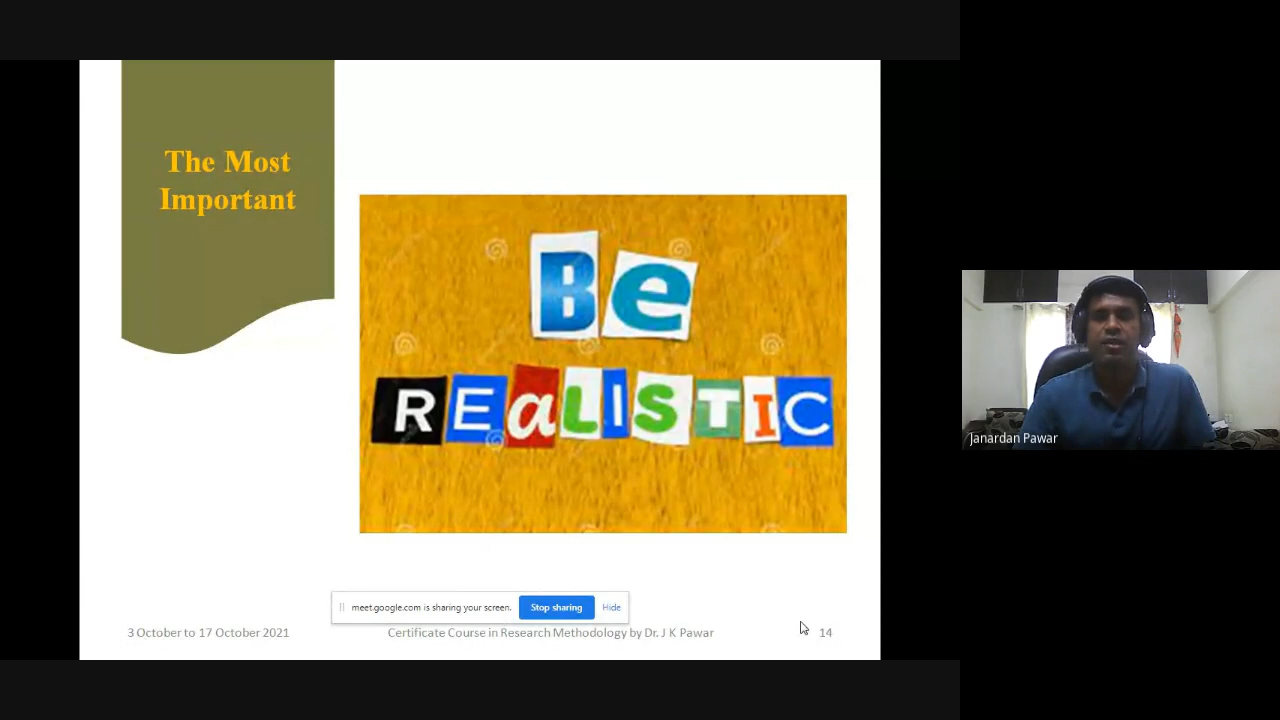 The Most
Important
Be
REaLISTIC
meet.google.com is sharing your screen. Stop sharing Hide
3 October to 17 October 2021 Certificate Course in Research Methodology by Dr. J K Pawar 14
Janardan Pawar